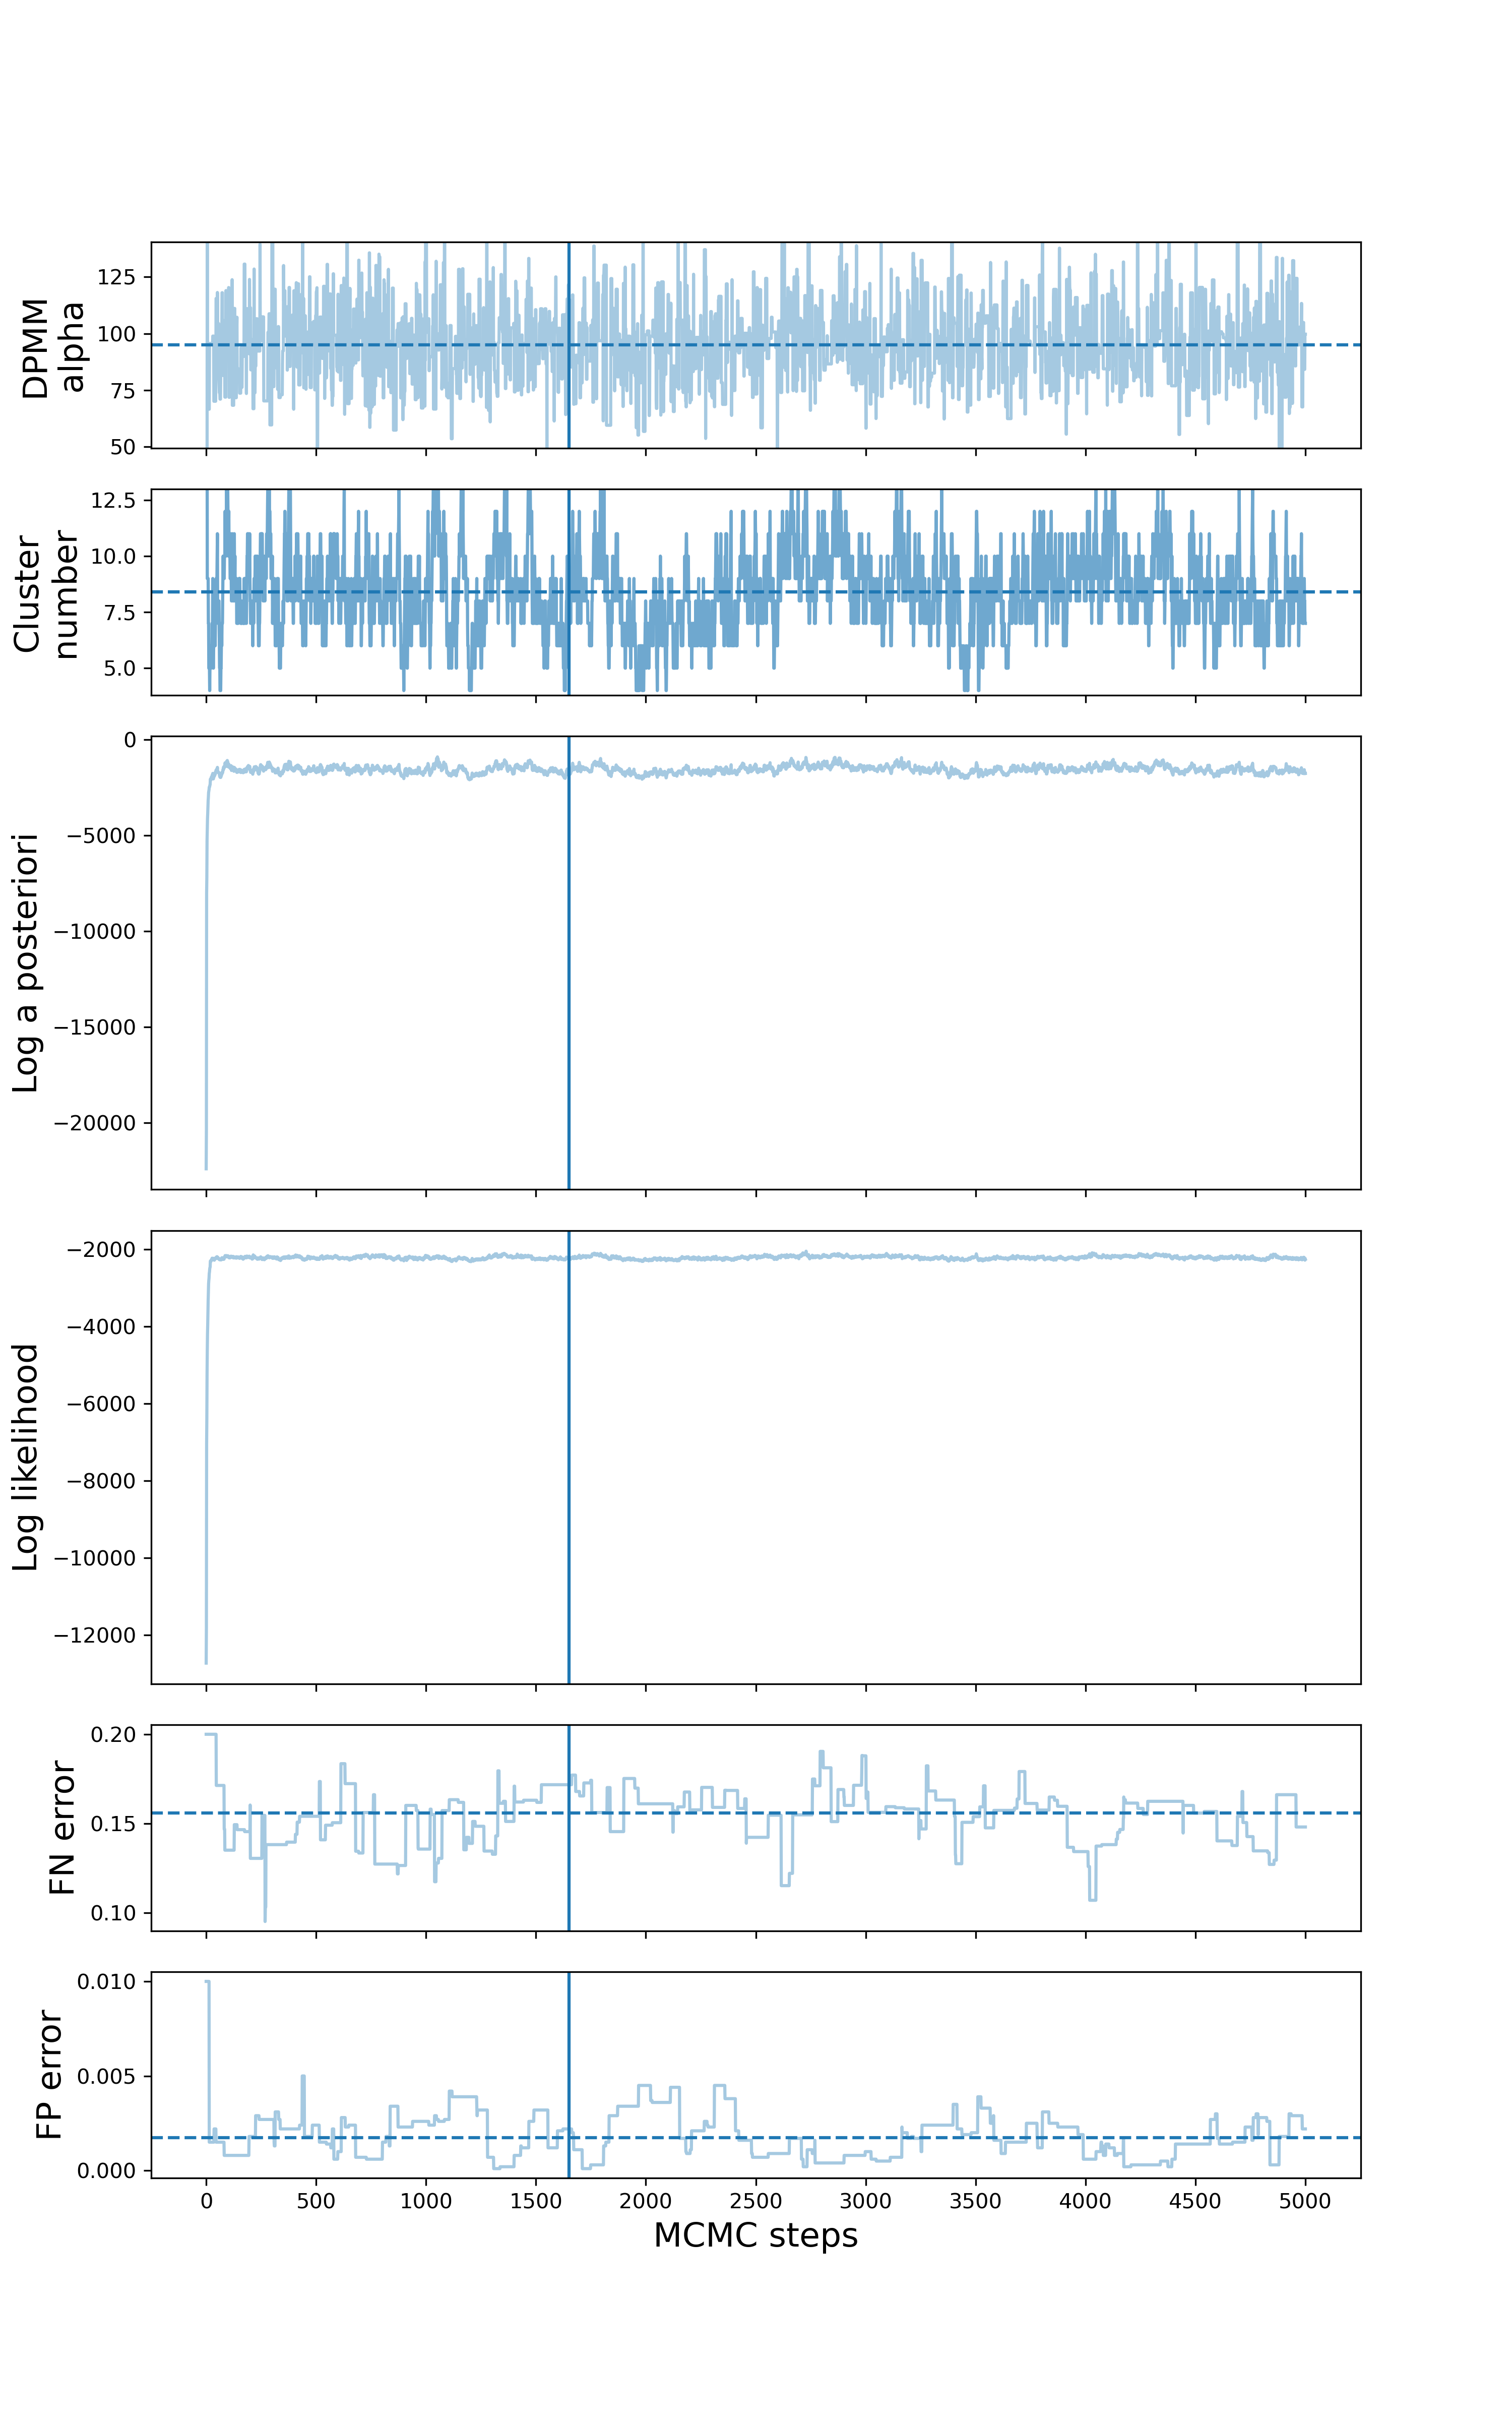 DPMM
alpha
125
100
75
50
Cluster
number
12.5
10.0
7.5
5.0
Log a posteriori
0
−5000
−10000
−15000
−20000
Log likelihood
−2000
−4000
−6000
−8000
−10000
−12000
FN error
0.20
0.15
0.10
FP error
0.010
0.005
0.000
0 500 1000 1500 2000 2500 3000 3500 4000 4500 5000
MCMC steps